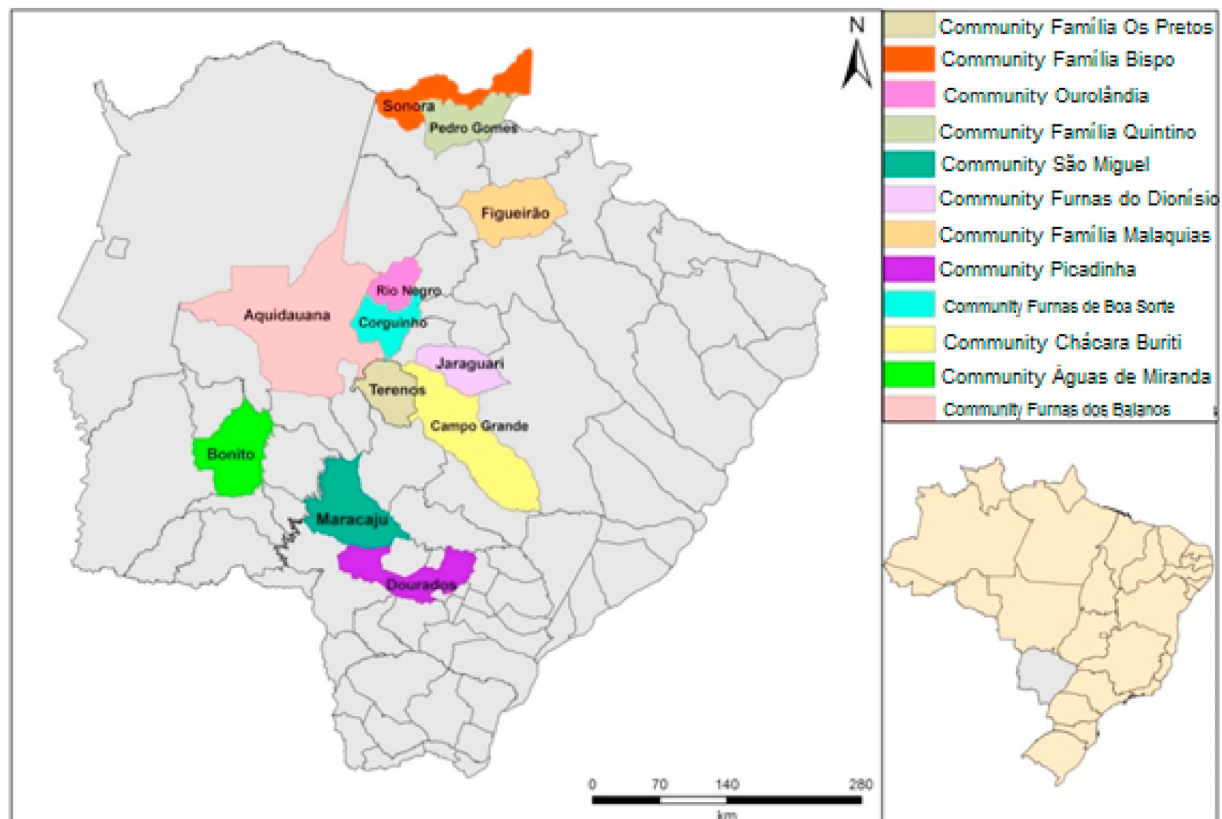 N
Sonora
Pedro Gomes
Figueirão
Rio Negro
Aquidauana
Corguinho
Jaraguari
Terenos
Campo Grande
Bonito
Maracaju
Dourados
0 70 140 280
km
Community Família Os Pretos
Community Família Bispo
Community Ourolândia
Community Família Quintino
Community São Miguel
Community Furnas do Dionísio
Community Família Malaquias
Community Picadinha
Community Furnas de Boa Sorte
Community Chácara Buriti
Community Águas de Miranda
Community Furnas dos Baianos